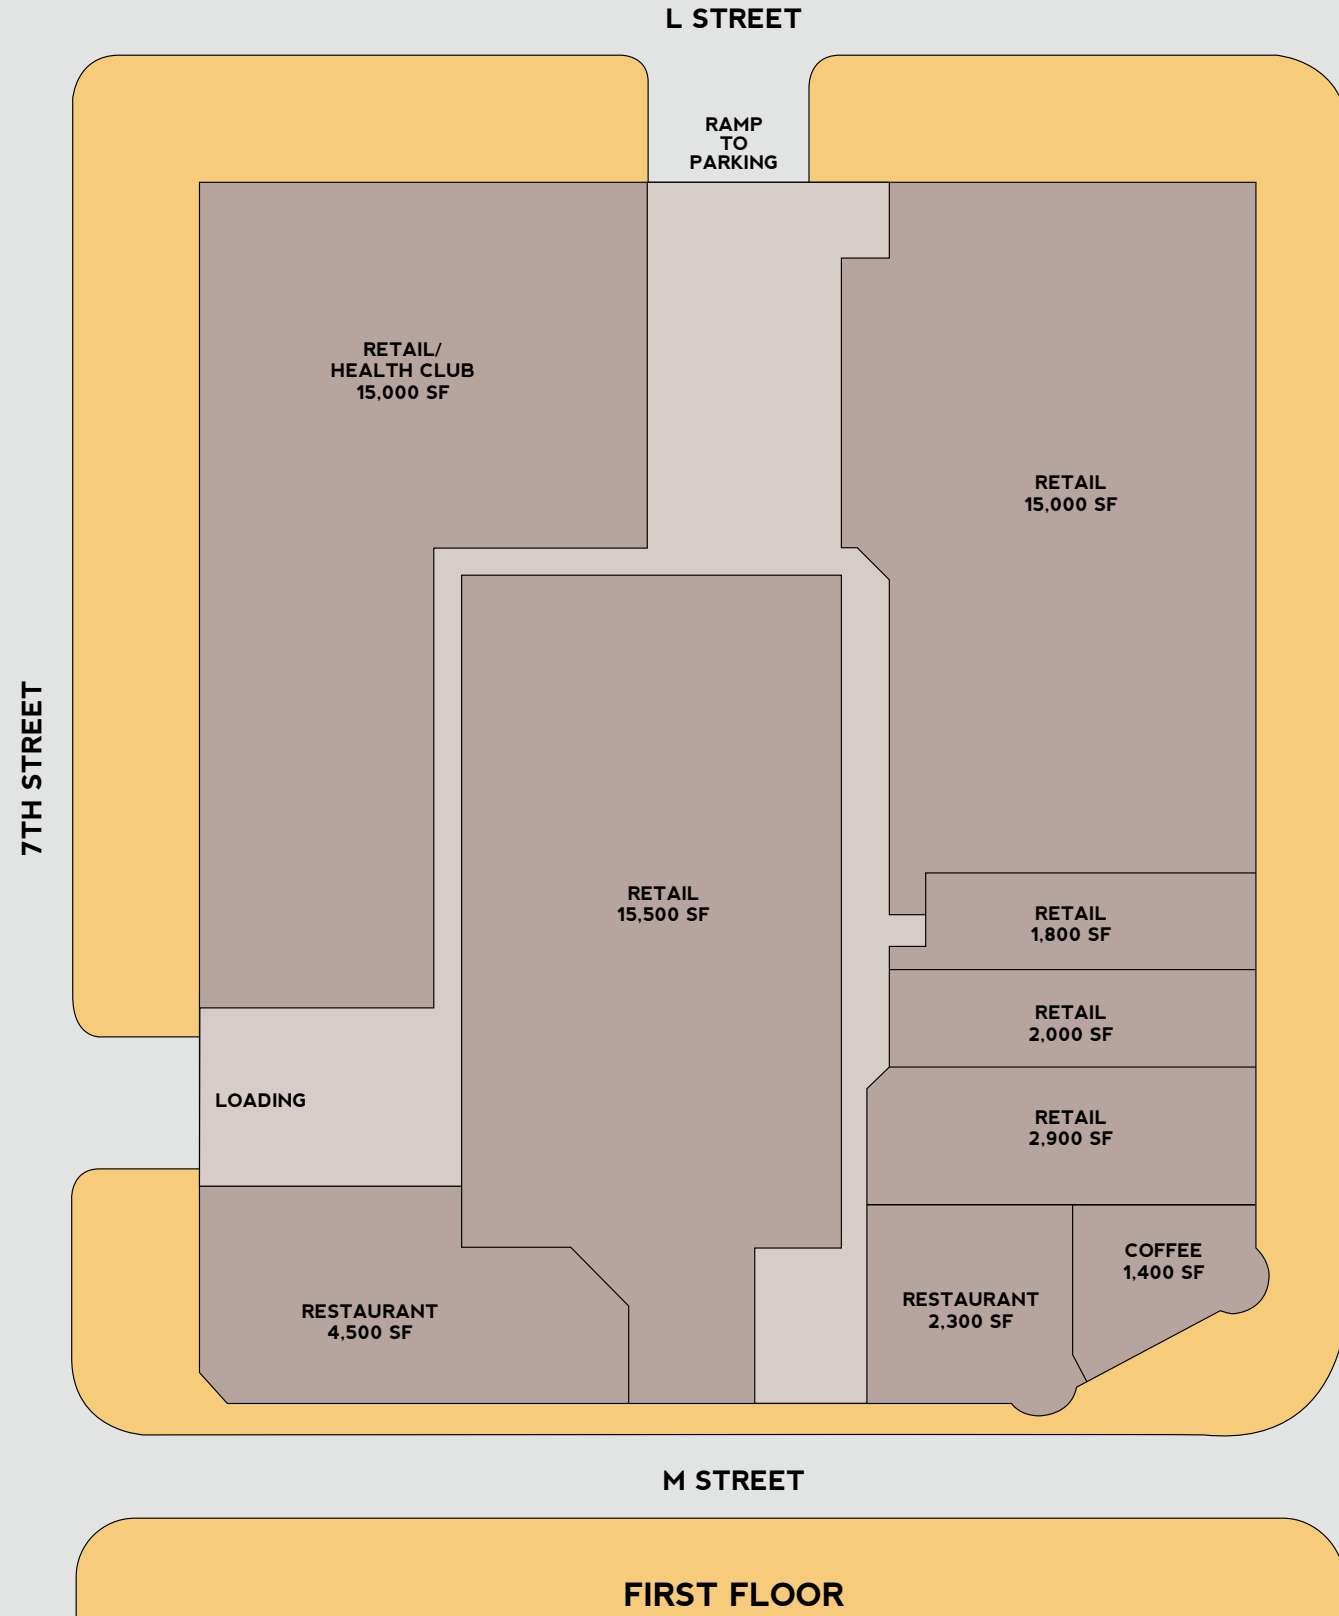 L STREET
RAMP
TO
PARKING
RETAIL/
HEALTH CLUB
15,000 SF
RETAIL
15,000 SF
7TH STREET
RETAIL
15,500 SF
RETAIL
1,800 SF
RETAIL
2,000 SF
LOADING
RETAIL
2,900 SF
COFFEE
1,400 SF
RESTAURANT
4,500 SF
RESTAURANT
2,300 SF
M STREET
FIRST FLOOR